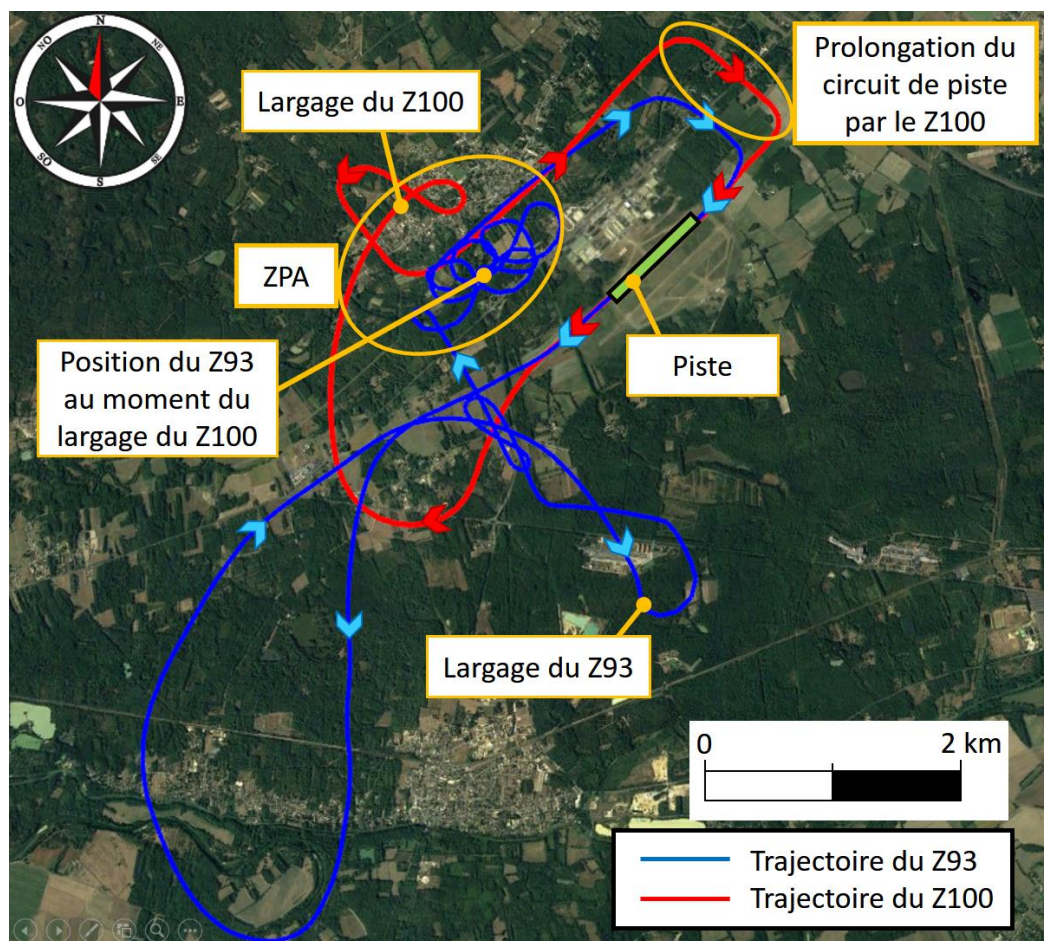 N
NO
NE
O
E
SO
SE
S
Largage du Z100
Prolongation du
circuit de piste
par le Z100
ZPA
Position du Z93
au moment du
largage du Z100
Piste
Largage du Z93
0
2 km
Trajectoire du Z93
Trajectoire du Z100